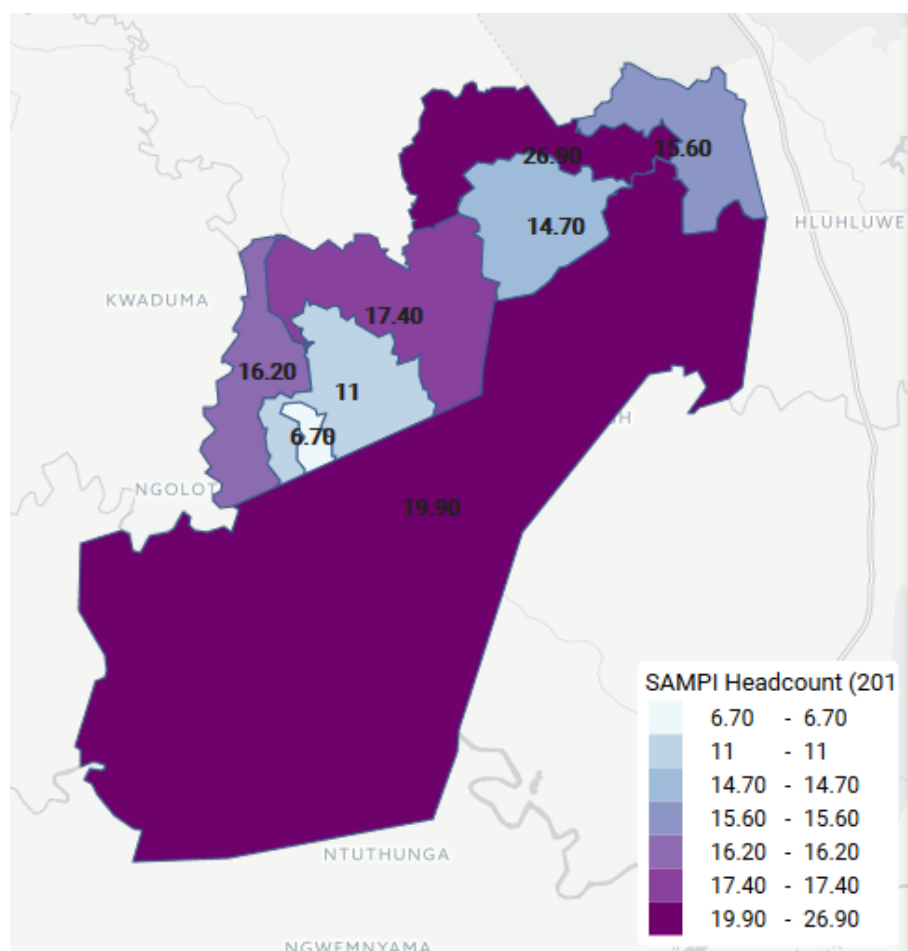 26.90
15.60
14.70
HLUHLUWE
KWADUMA
17.40
16.20
11
6.70
NGOLOT
19.90
NTUTHUNGA
NGWEMNYAMA
SAMPI Headcount (201
6.70 - 6.70
11 - 11
14.70 - 14.70
15.60 - 15.60
16.20 - 16.20
17.40 - 17.40
19.90 - 26.90